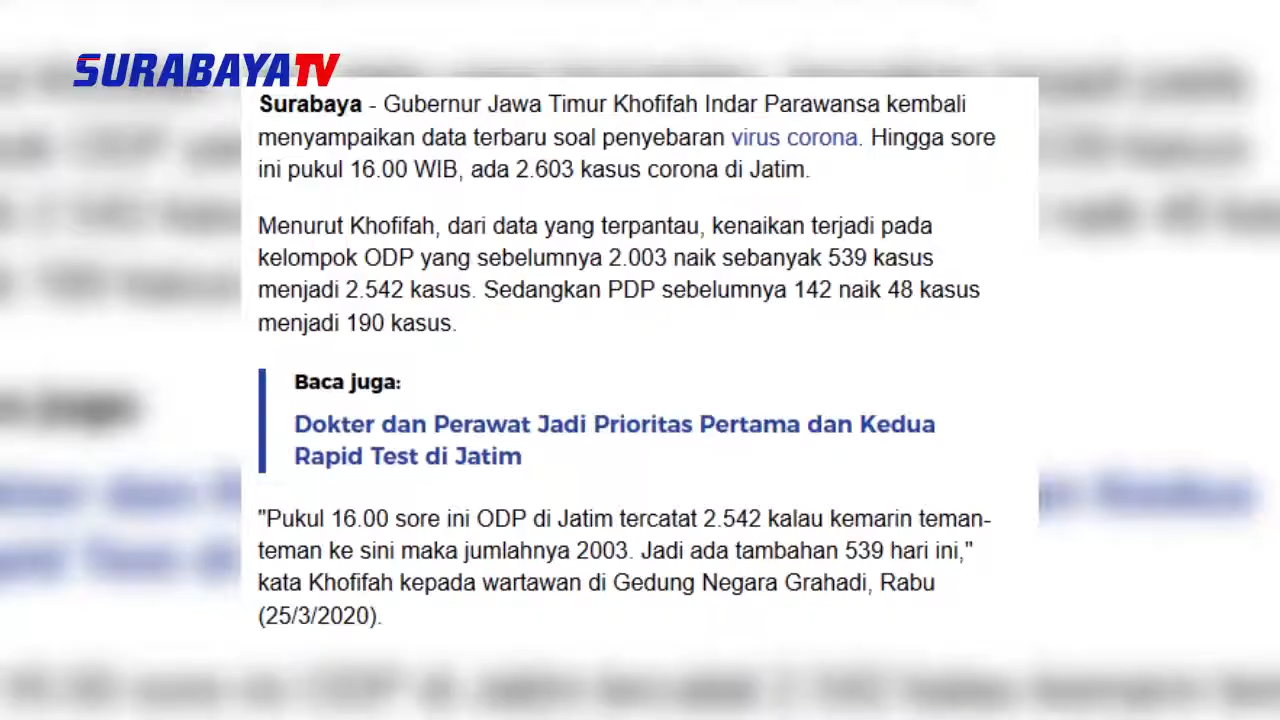 SURABAYATV
Surabaya - Gubernur Jawa Timur Khofifah Indar Parawansa kembali
menyampaikan data terbaru soal penyebaran virus corona. Hingga sore
ini pukul 16.00 WIB, ada 2.603 kasus corona di Jatim.
Menurut Khofifah, dari data yang terpantau, kenaikan terjadi pada
kelompok ODP yang sebelumnya 2.003 naik sebanyak 539 kasus
menjadi 2.542 kasus. Sedangkan PDP sebelumnya 142 naik 48 kasus
menjadi 190 kasus.
Baca juga:
Dokter dan Perawat Jadi Prioritas Pertama dan Kedua
Rapid Test di Jatim
"Pukul 16.00 sore ini ODP di Jatim tercatat 2.542 kalau kemarin teman-
teman ke sini maka jumlahnya 2003. Jadi ada tambahan 539 hari ini,"
kata Khofifah kepada wartawan di Gedung Negara Grahadi, Rabu
(25/3/2020).